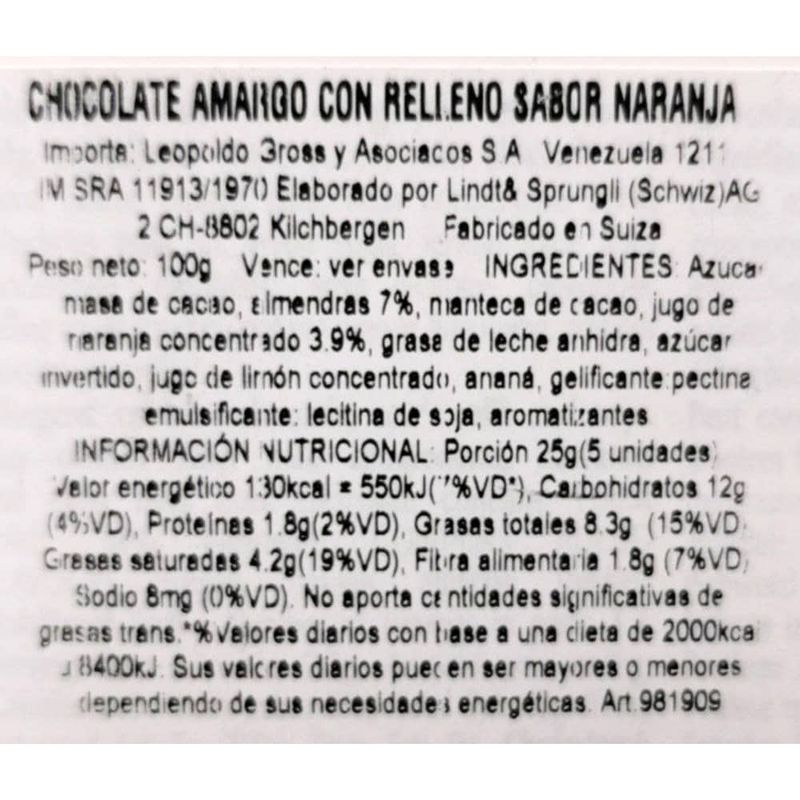 CHOCOLATE AMARGO CON RELLENO SABOR NARANJA
Importa: Leopoldo Gross y Asociacos S A Venezuela 1211
IM SRA 11913/1970 Elaborado por Lindt& Sprungli (Schwiz)AG
2 CH-8802 Kilchbergen Fabricado en Suiza
Peso neto: 100g Vence: ver envase INGREDIENTES: Azucar
masa de cacao, almendras 7%, manteca de cacao, jugo de
naranja concentrado 3.9%, grasa de leche anhidra, azúcar
invertido, jugo de limón concentrado, ananá, gelificante:pectina
emulsificante: lecitina de soja, aromatizantes
INFORMACIÓN NUTRICIONAL: Porción 25g(5 unidades)
Valor energético 130kcal = 550kJ(7%VD*), Carbohidratos 12g
(4%VD), Proteínas 1.8g(2%VD), Grasas totales 8.3g (15%VD)
Grasas saturadas 4.2g(19%VD), Fibra alimentaria 1.8g (7%VD)
Sodio 8mg (0%VD). No aporta cantidades significativas de
grasas trans.*%Valores diarios con base a una dieta de 2000kcal
u 8400kJ. Sus valores diarios pueden ser mayores o menores
dependiendo de sus necesidades energéticas. Art.981909